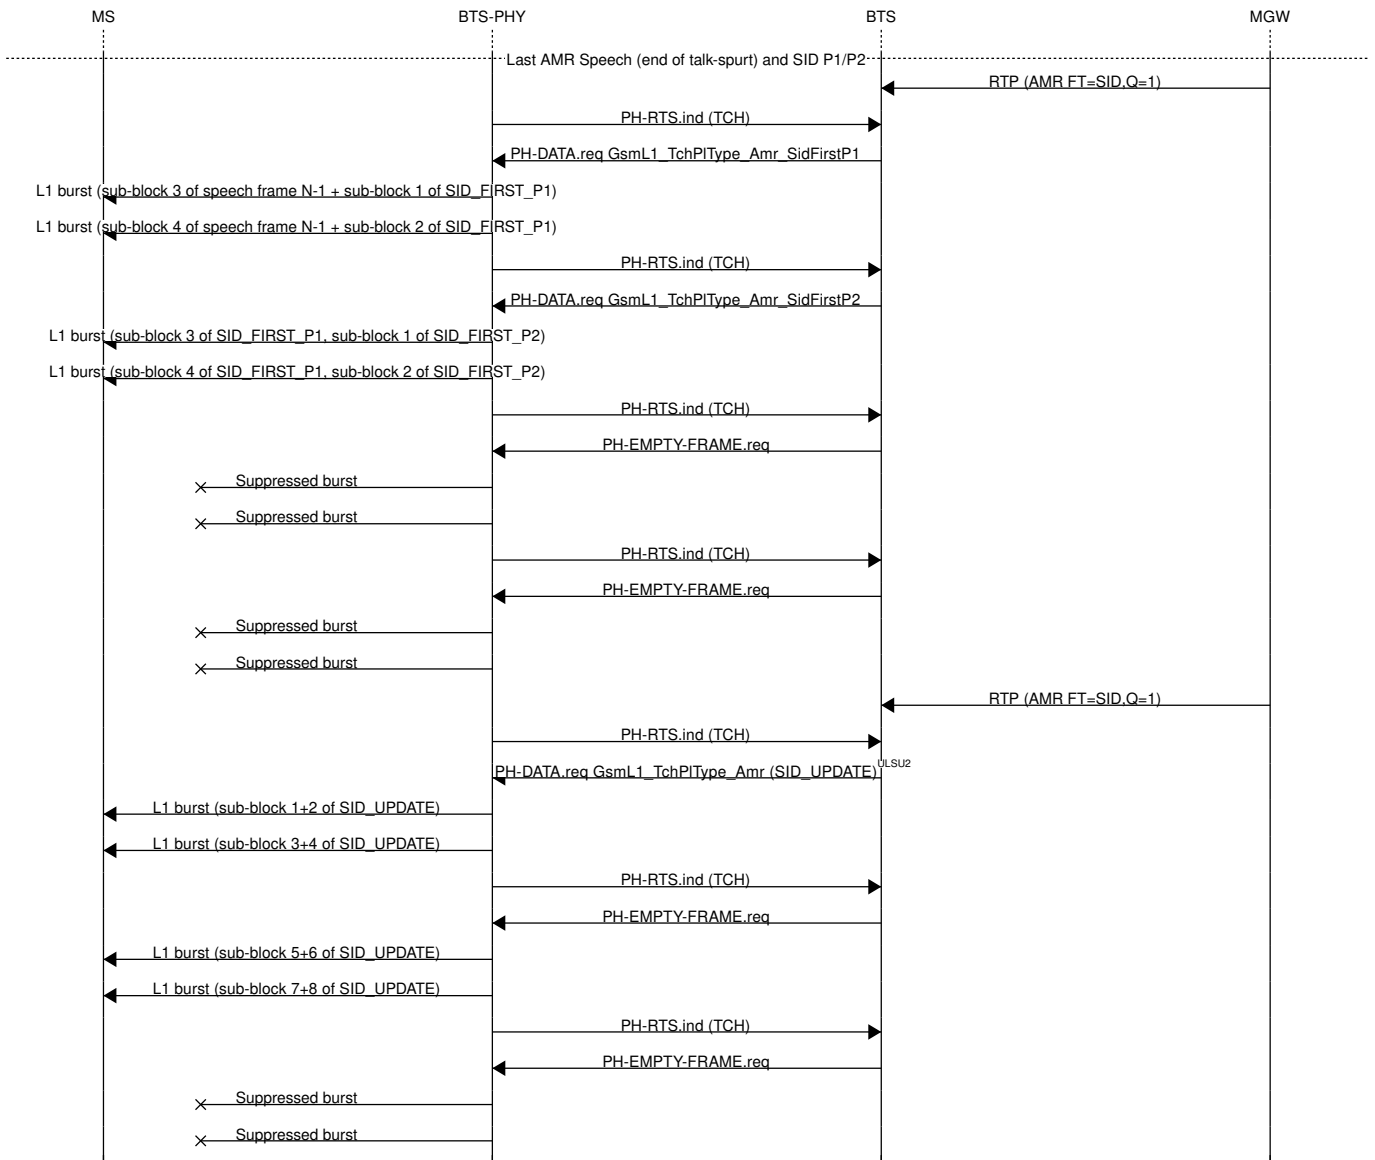 MS BTS-PHY BTS MGW
Last AMR Speech (end of talk-spurt) and SID P1/P2
RTP (AMR FT=SID,Q=1)
PH-RTS.ind (TCH)
PH-DATA.req GsmL1_TchPlType_Amr_SidFirstP1
L1 burst (sub-block 3 of speech frame N-1 + sub-block 1 of SID_FIRST_P1)
L1 burst (sub-block 4 of speech frame N-1 + sub-block 2 of SID_FIRST_P1)
PH-RTS.ind (TCH)
PH-DATA.req GsmL1_TchPlType_Amr_SidFirstP2
L1 burst (sub-block 3 of SID_FIRST_P1, sub-block 1 of SID_FIRST_P2)
L1 burst (sub-block 4 of SID_FIRST_P1, sub-block 2 of SID_FIRST_P2)
PH-RTS.ind (TCH)
PH-EMPTY-FRAME.req
Suppressed burst
Suppressed burst
PH-RTS.ind (TCH)
PH-EMPTY-FRAME.req
Suppressed burst
Suppressed burst
RTP (AMR FT=SID,Q=1)
PH-RTS.ind (TCH)
PH-DATA.req GsmL1_TchPlType_Amr (SID_UPDATE) ULSU2
L1 burst (sub-block 1+2 of SID_UPDATE)
L1 burst (sub-block 3+4 of SID_UPDATE)
PH-RTS.ind (TCH)
PH-EMPTY-FRAME.req
L1 burst (sub-block 5+6 of SID_UPDATE)
L1 burst (sub-block 7+8 of SID_UPDATE)
PH-RTS.ind (TCH)
PH-EMPTY-FRAME.req
Suppressed burst
Suppressed burst